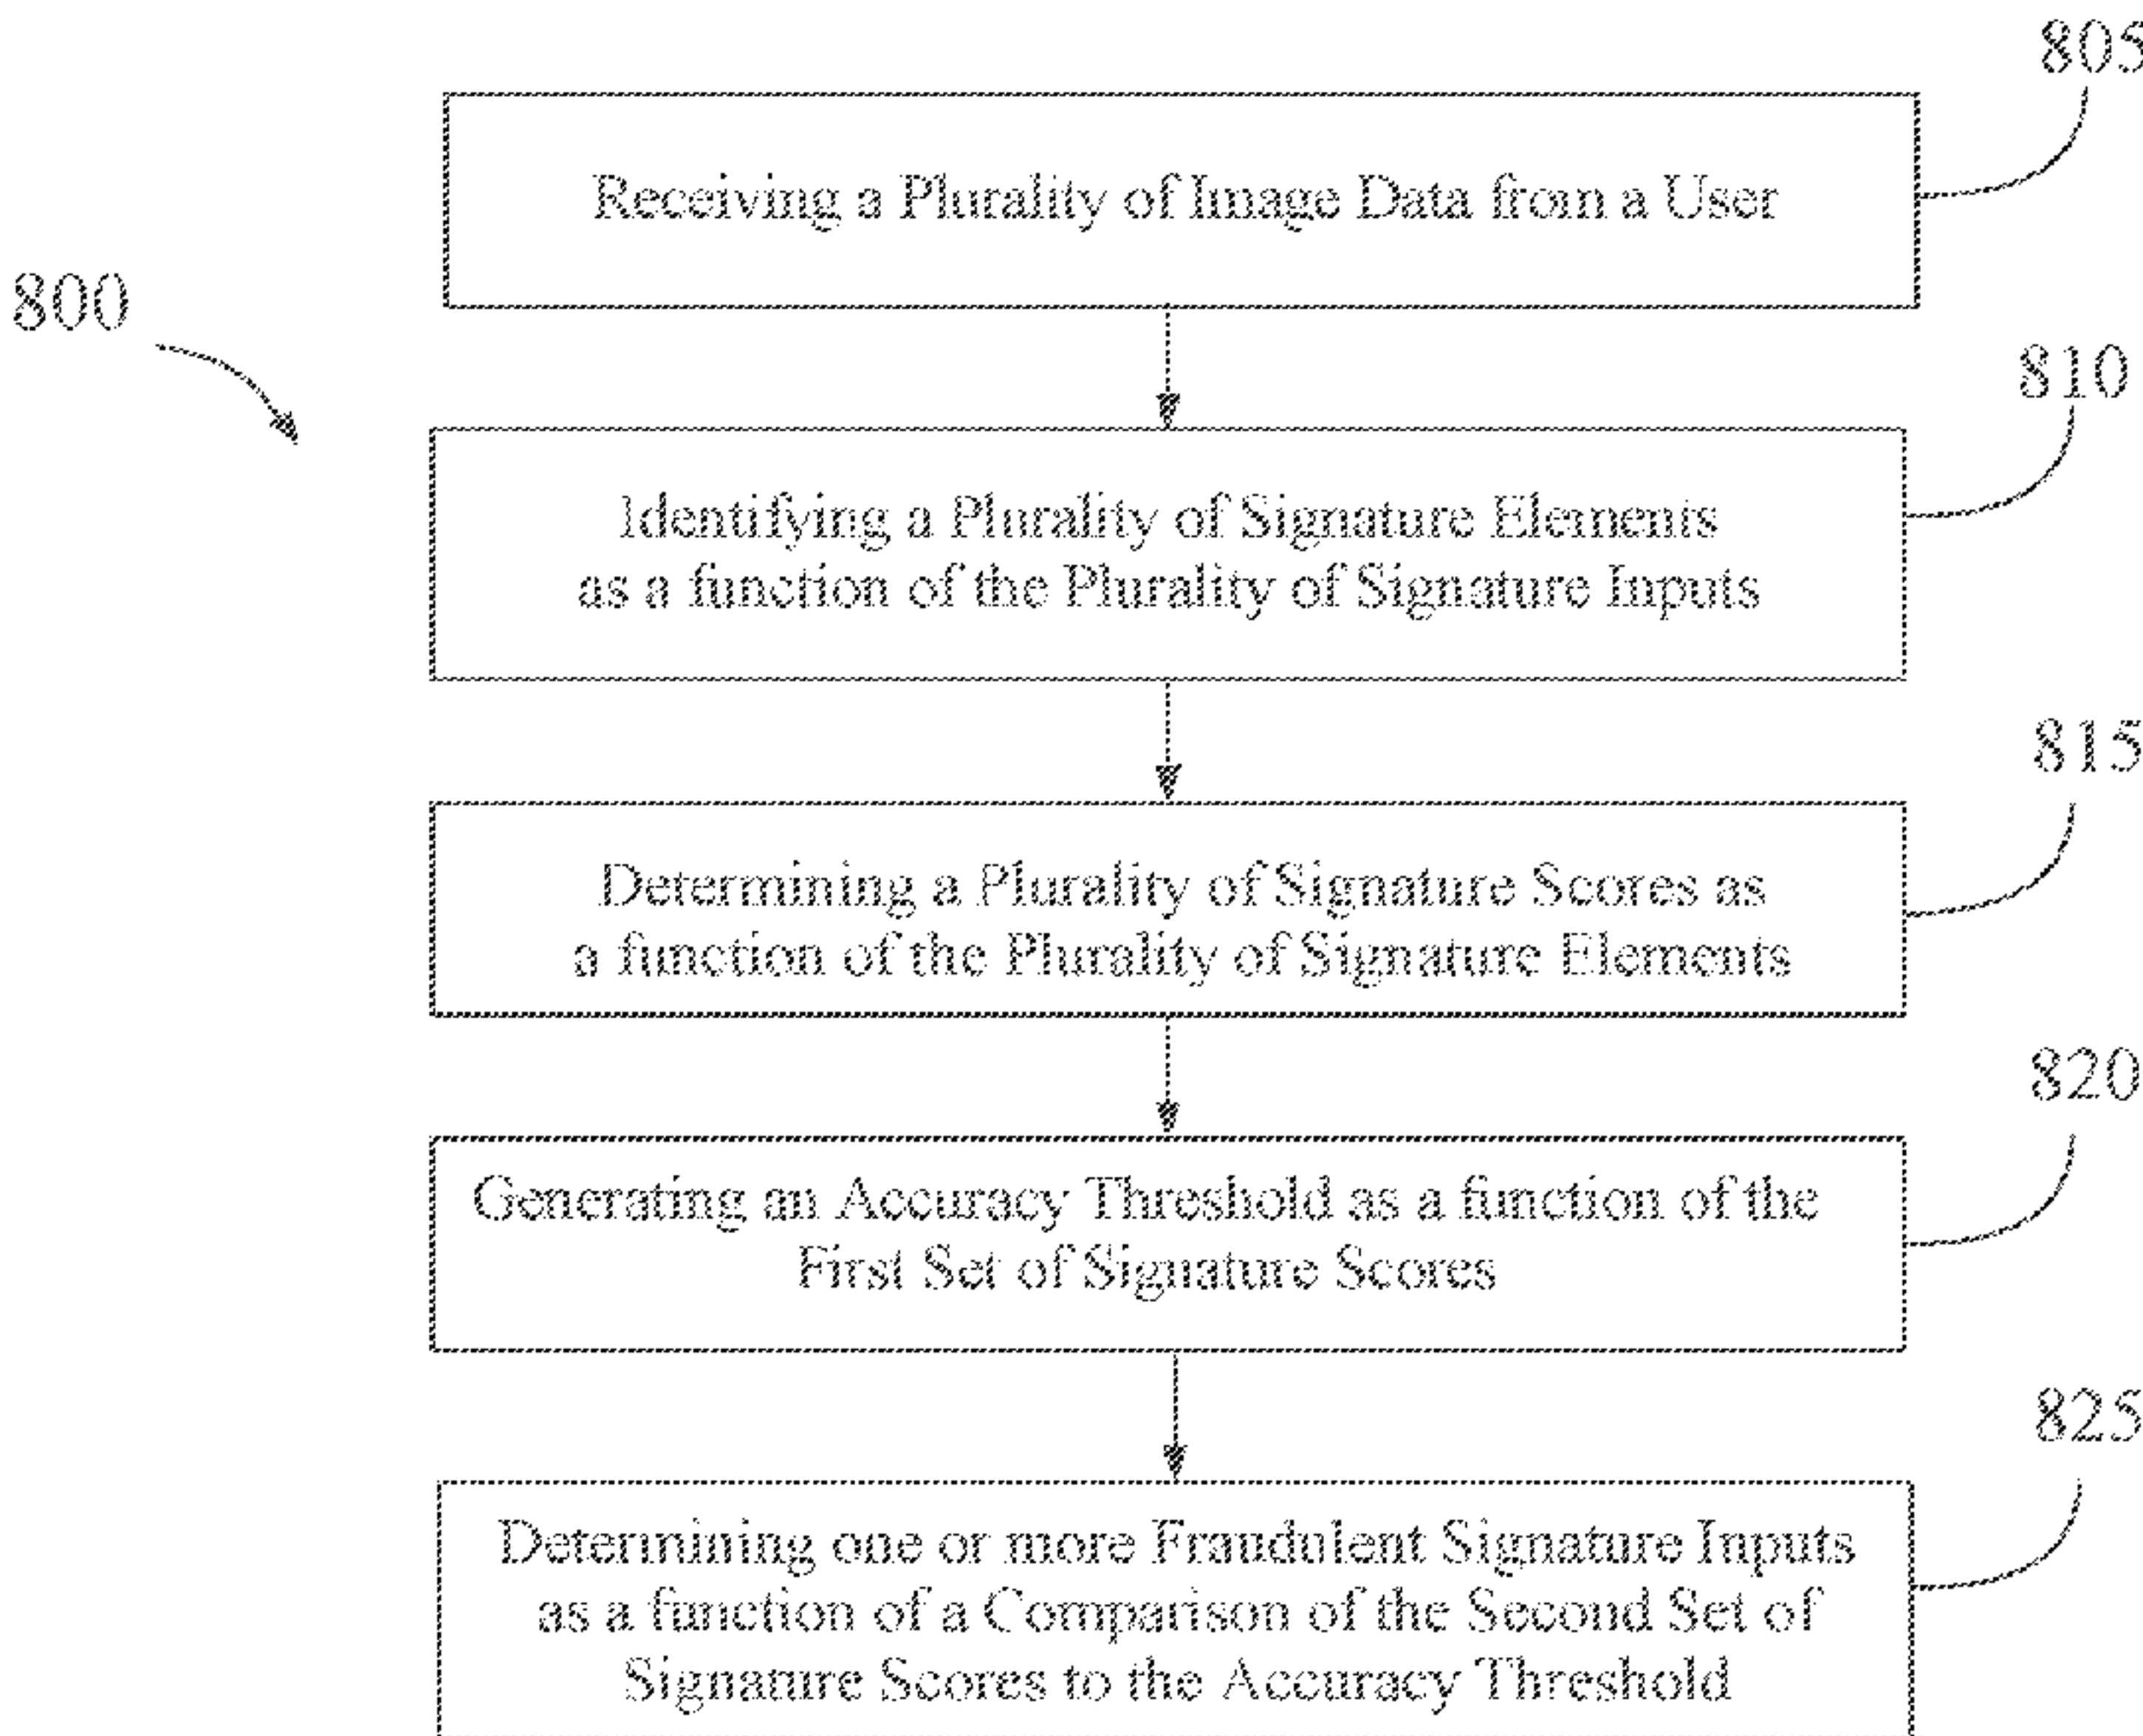 805
Receiving a Plurality of Image Data from a User
800
810
Identifying a Plurality of Signature Elements
as a function of the Plurality of Signature Inputs
815
Determining a Plurality of Signature Scores as
a function of the Plurality of Signature Elements
820
Generating an Accuracy Threshold as a function of the
First Set of Signature Scores
825
Determining one or more Fraudulent Signature Inputs
as a function of a Comparison of the Second Set of
Signature Scores to the Accuracy Threshold